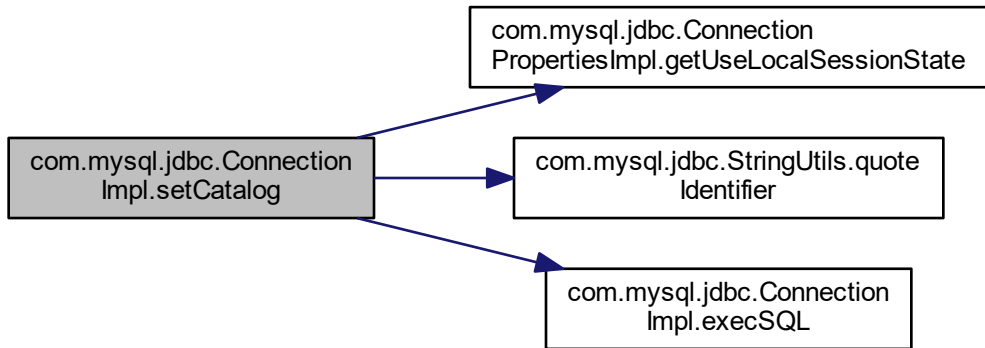 com.mysql.jdbc.Connection
PropertiesImpl.getUseLocalSessionState
com.mysql.jdbc.Connection
Impl.setCatalog
com.mysql.jdbc.StringUtils.quote
Identifier
com.mysql.jdbc.Connection
Impl.execSQL